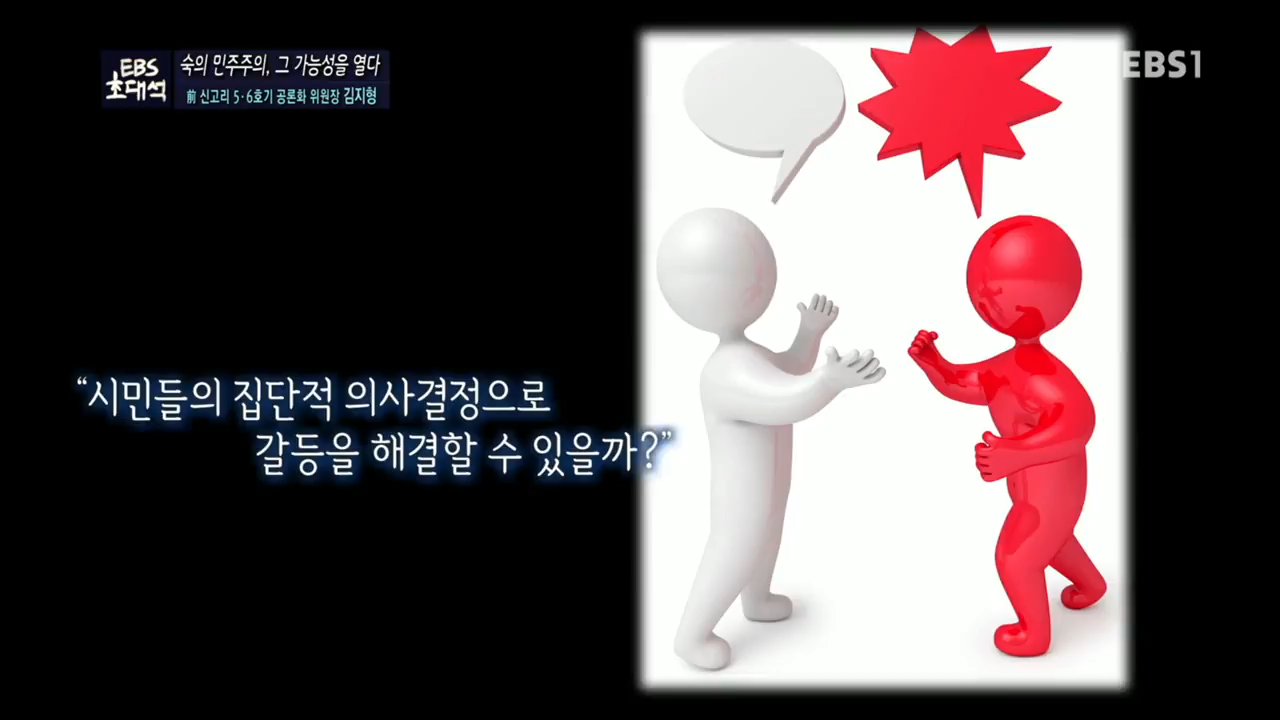 EBS
초대석
숙의 민주주의, 그 가능성을 열다
前 신고리 5·6호기 공론화 위원장 김지형
EBS1
“시민들의 집단적 의사결정으로
갈등을 해결할 수 있을까?”